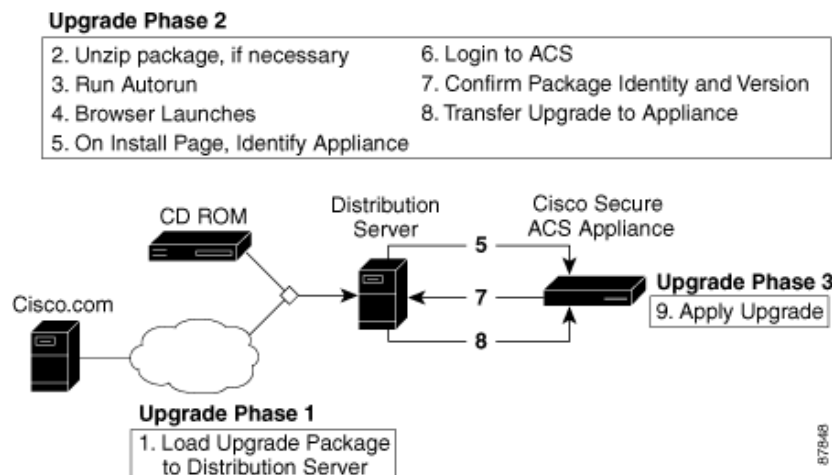 Upgrade Phase 2
2. Unzip package, if necessary
3. Run Autorun
4. Browser Launches
5. On Install Page, Identify Appliance
6. Login to ACS
7. Confirm Package Identity and Version
8. Transfer Upgrade to Appliance
CD ROM
Distribution
Server
Cisco Secure
ACS Appliance
5
7
8
Upgrade Phase 3
9. Apply Upgrade
Cisco.com
Upgrade Phase 1
1. Load Upgrade Package
to Distribution Server
87848